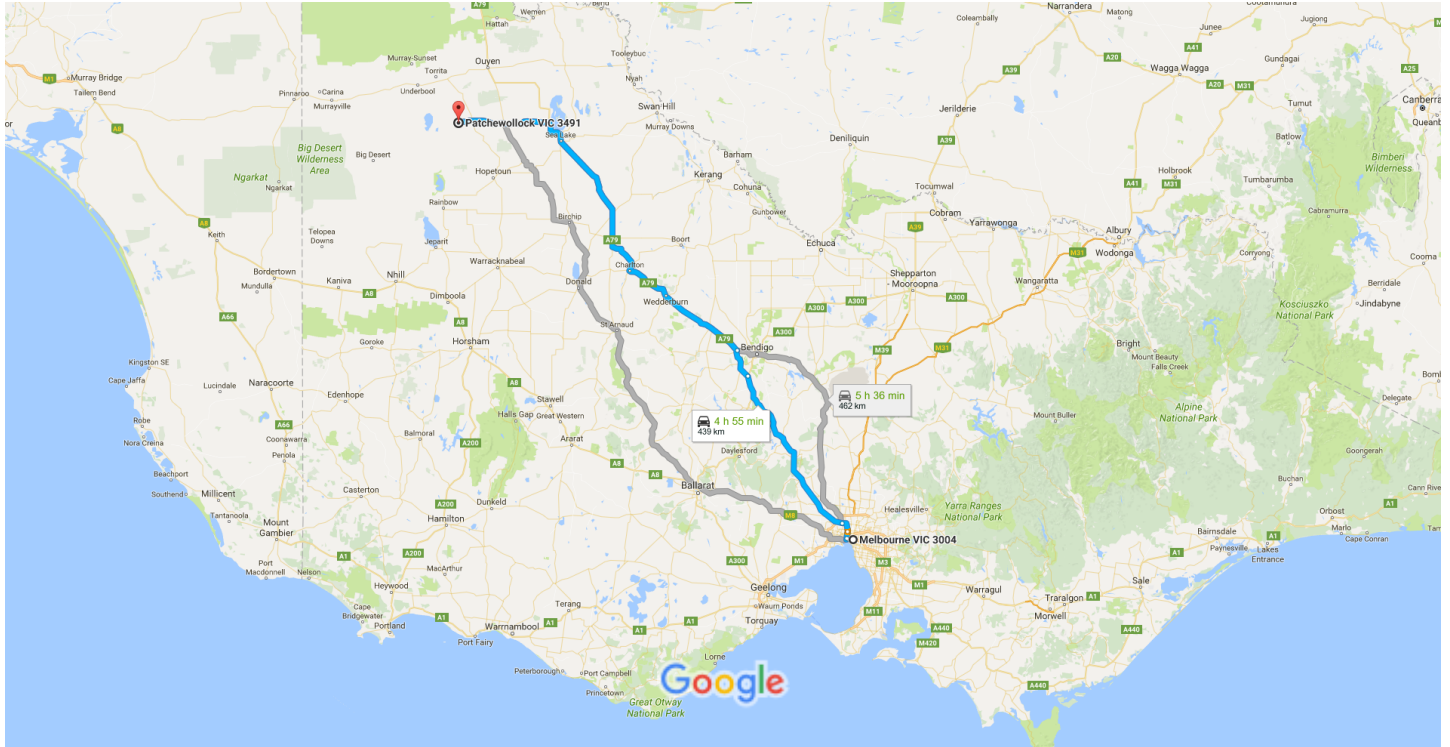 Narrandera
Cootamundra
Coleambally
Matong
Junee
Jugiong
Hattah
Wemen
A79
Tooleybuc
A41
Murray-Sunset
Ouyen
A39
A20
Wagga Wagga
Gundagai
M1
Murray Bridge
Torrita
Nyah
A20
M31
A25
Tailem Bend
Pinnaroo
Carina
Underbool
Murrayville
Swan Hill
Jerilderie
Tumut
Canberra
A8
Patchewollock VIC 3491
Murray Downs
Queanb
Sea Lake
Deniliquin
A39
Batlow
Big Desert
Wilderness
Area
Big Desert
Barham
Bimberi
Wilderness
Ngarkat
Ngarkat
Hopetoun
Kerang
Cohuna
Tocumwal
A41
Holbrook
M31
Tumbarumba
Rainbow
Birchip
Gunbower
Cobram
Yarrawonga
Cabramurra
A8
Keith
Telopea
Downs
Jeparit
A79
Boort
Echuca
A39
Albury
M31
Wodonga
Corryong
Cooma
Bordertown
Mundulla
Kaniva
Nhill
Warracknabeal
Charlton
Shepparton
- Mooroopna
Wangaratta
Berridale
Jindabyne
A8
Dimboola
Donald
A79
Wedderburn
A300
A300
Kosciuszko
National Park
A66
A8
St Arnaud
A79
A300
Goroke
Horsham
Bendigo
M39
M31
Bright
Mount Beauty
Falls Creek
Kingston SE
Cape Jaffa
Lucindale
Naracoorte
Edenhope
A8
Stawell
5 h 36 min
462 km
Delegate
Halls Gap
Great Western
4 h 55 min
439 km
Mount Buller
Alpine
National Park
Robe
Nora Creina
A66
Coonawarra
Penola
Balmoral
A200
Ararat
Daylesford
Goongerah
Beachport
A8
A8
Buchan
Southend
Millicent
Casterton
Ballarat
Cann River
Tantanoola
A200
Dunkeld
Healesville
Yarra Ranges
National Park
Orbost
Mount
Gambier
Hamilton
M8
Bairnsdale
Marlo
Cape Conran
Melbourne VIC 3004
A1
Paynesville
Lakes
Entrance
A1
A1
A200
Port
Macdonnell
Nelson
MacArthur
A300
M1
M3
Heywood
Geelong
M1
Warragul
Sale
A1
Cape
Bridgewater
Portland
Terang
Waurn Ponds
Traralgon
M11
Morwell
A1
Warrnambool
A1
A1
Torquay
A440
A440
Port Fairy
M420
Lorne
Peterborough
Port Campbell
Google
A440
A440
Princetown
Great Otway
National Park